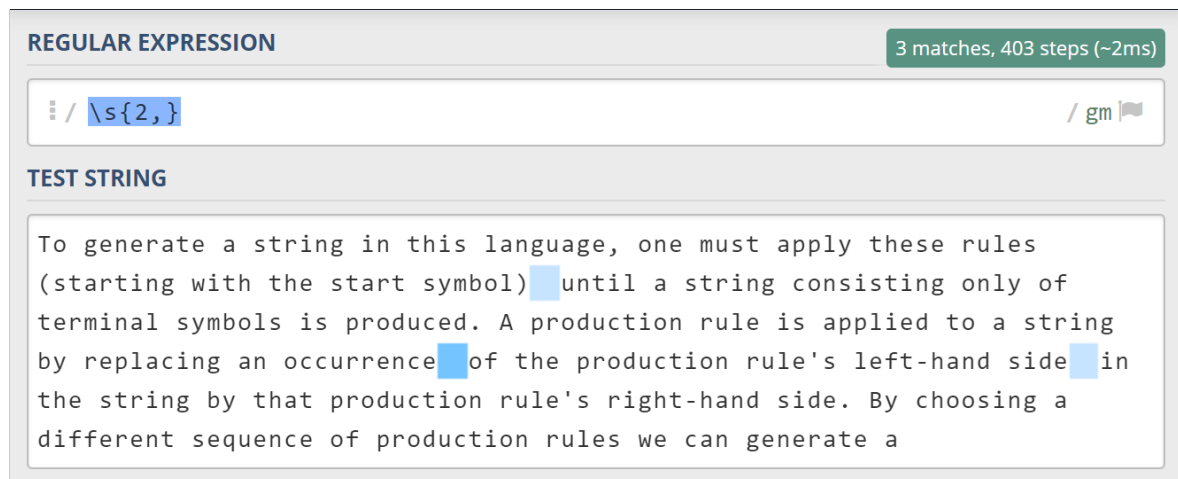 REGULAR EXPRESSION
3 matches, 403 steps (~2ms)
/ \s{2,} / gm
TEST STRING
To generate a string in this language, one must apply these rules
(starting with the start symbol)  until a string consisting only of
terminal symbols is produced. A production rule is applied to a string
by replacing an occurrence  of the production rule's left-hand side  in
the string by that production rule's right-hand side. By choosing a
different sequence of production rules we can generate a